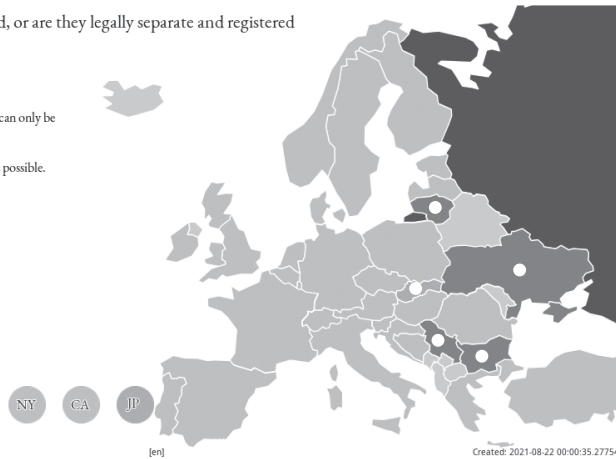 d, or are they legally separate and registered
can only be
possible.
NY CA JP
[en]
Created: 2021-08-22 00:00:35.2775